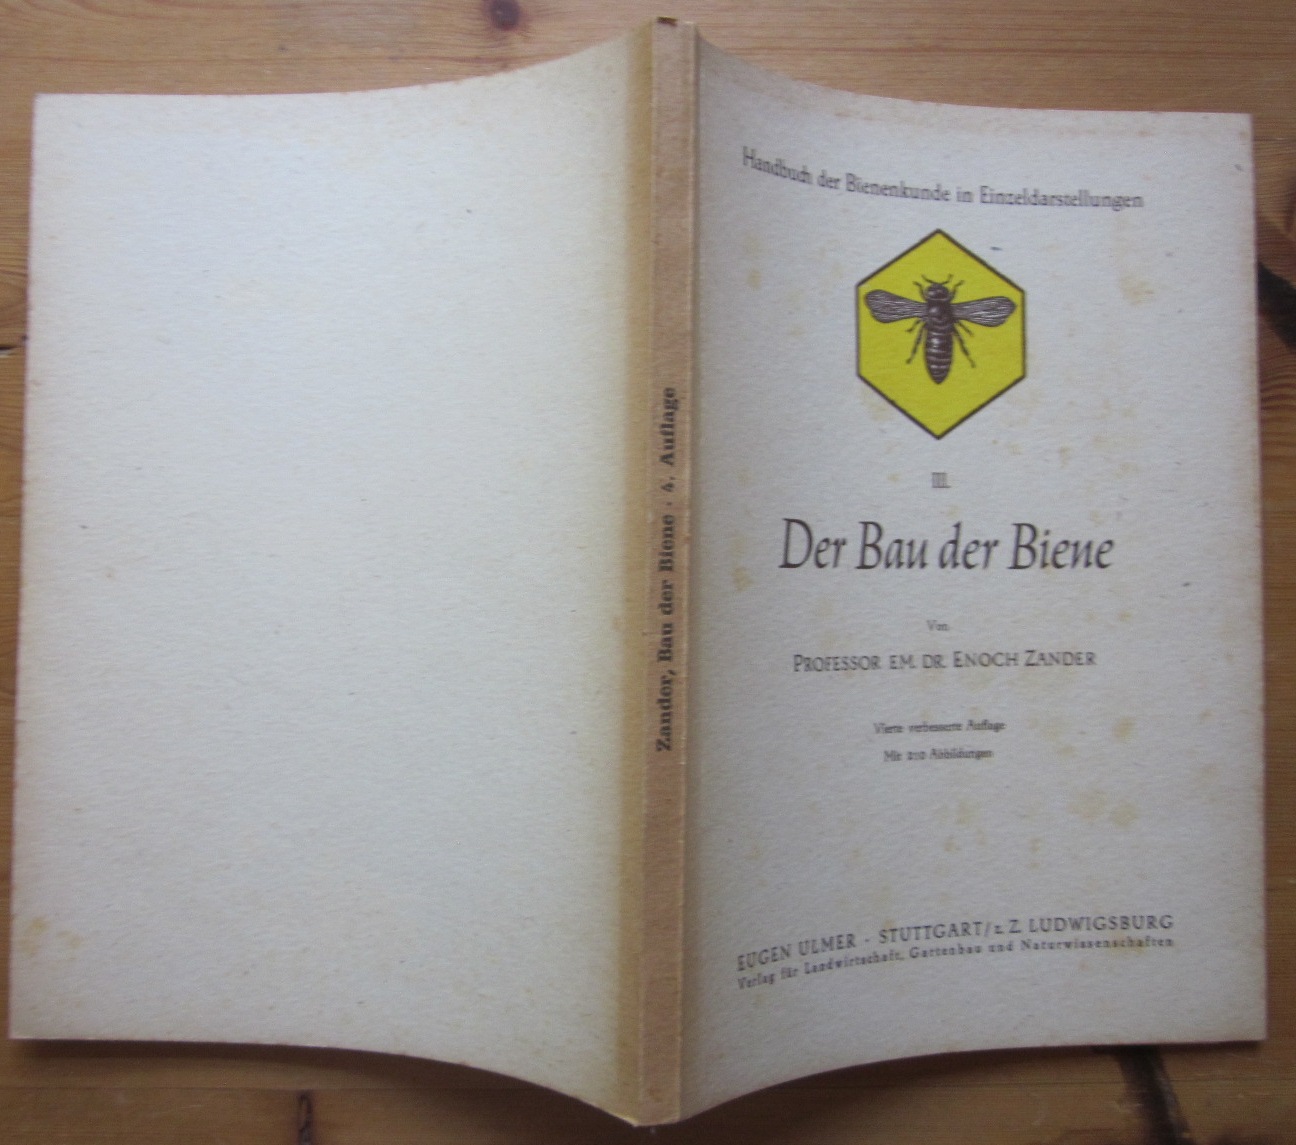 Zander, Bau der Biene · 4. Auflage
Handbuch der Bienenkunde in Einzeldarstellungen
III.
Der Bau der Biene
Von
PROFESSOR EM. DR. ENOCH ZANDER
Vierte verbesserte Auflage
Mit 210 Abbildungen
EUGEN ULMER · STUTTGART/z. Z. LUDWIGSBURG
Verlag für Landwirtschaft, Gartenbau und Naturwissenschaften